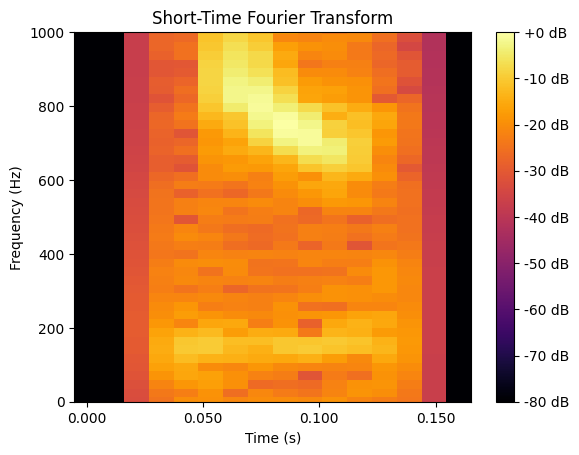 Short-Time Fourier Transform
1000
800
600
400
200
0
Frequency (Hz)
0.000
0.050
0.100
0.150
Time (s)
+0 dB
-10 dB
-20 dB
-30 dB
-40 dB
-50 dB
-60 dB
-70 dB
-80 dB